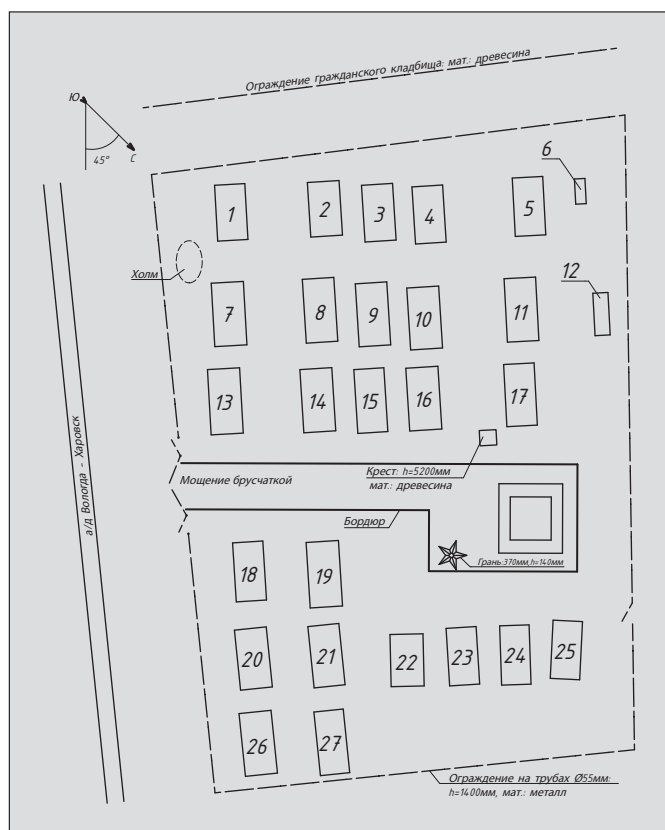 Ограждение гражданского кладбища: мат.: древесина
Ю
45°
С
6
1
2
3
4
5
Холм
12
7
8
9
10
11
13
14
15
16
17
а/д Вологда - Харовск
Мощение брусчаткой
Крест: h=5200мм
мат: древесина
Бордюр
Грань:370мм,h=140мм
18
19
20
21
22
23
24
25
26
27
Ограждение на трубах Ø55мм:
h=1400мм, мат.: металл